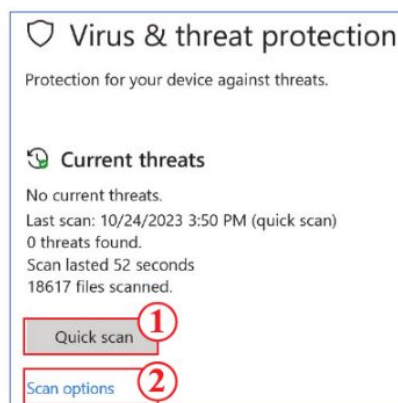 Virus & threat protection
Protection for your device against threats.
Current threats
No current threats.
Last scan: 10/24/2023 3:50 PM (quick scan)
0 threats found.
Scan lasted 52 seconds
18617 files scanned.
Quick scan 1
Scan options 2